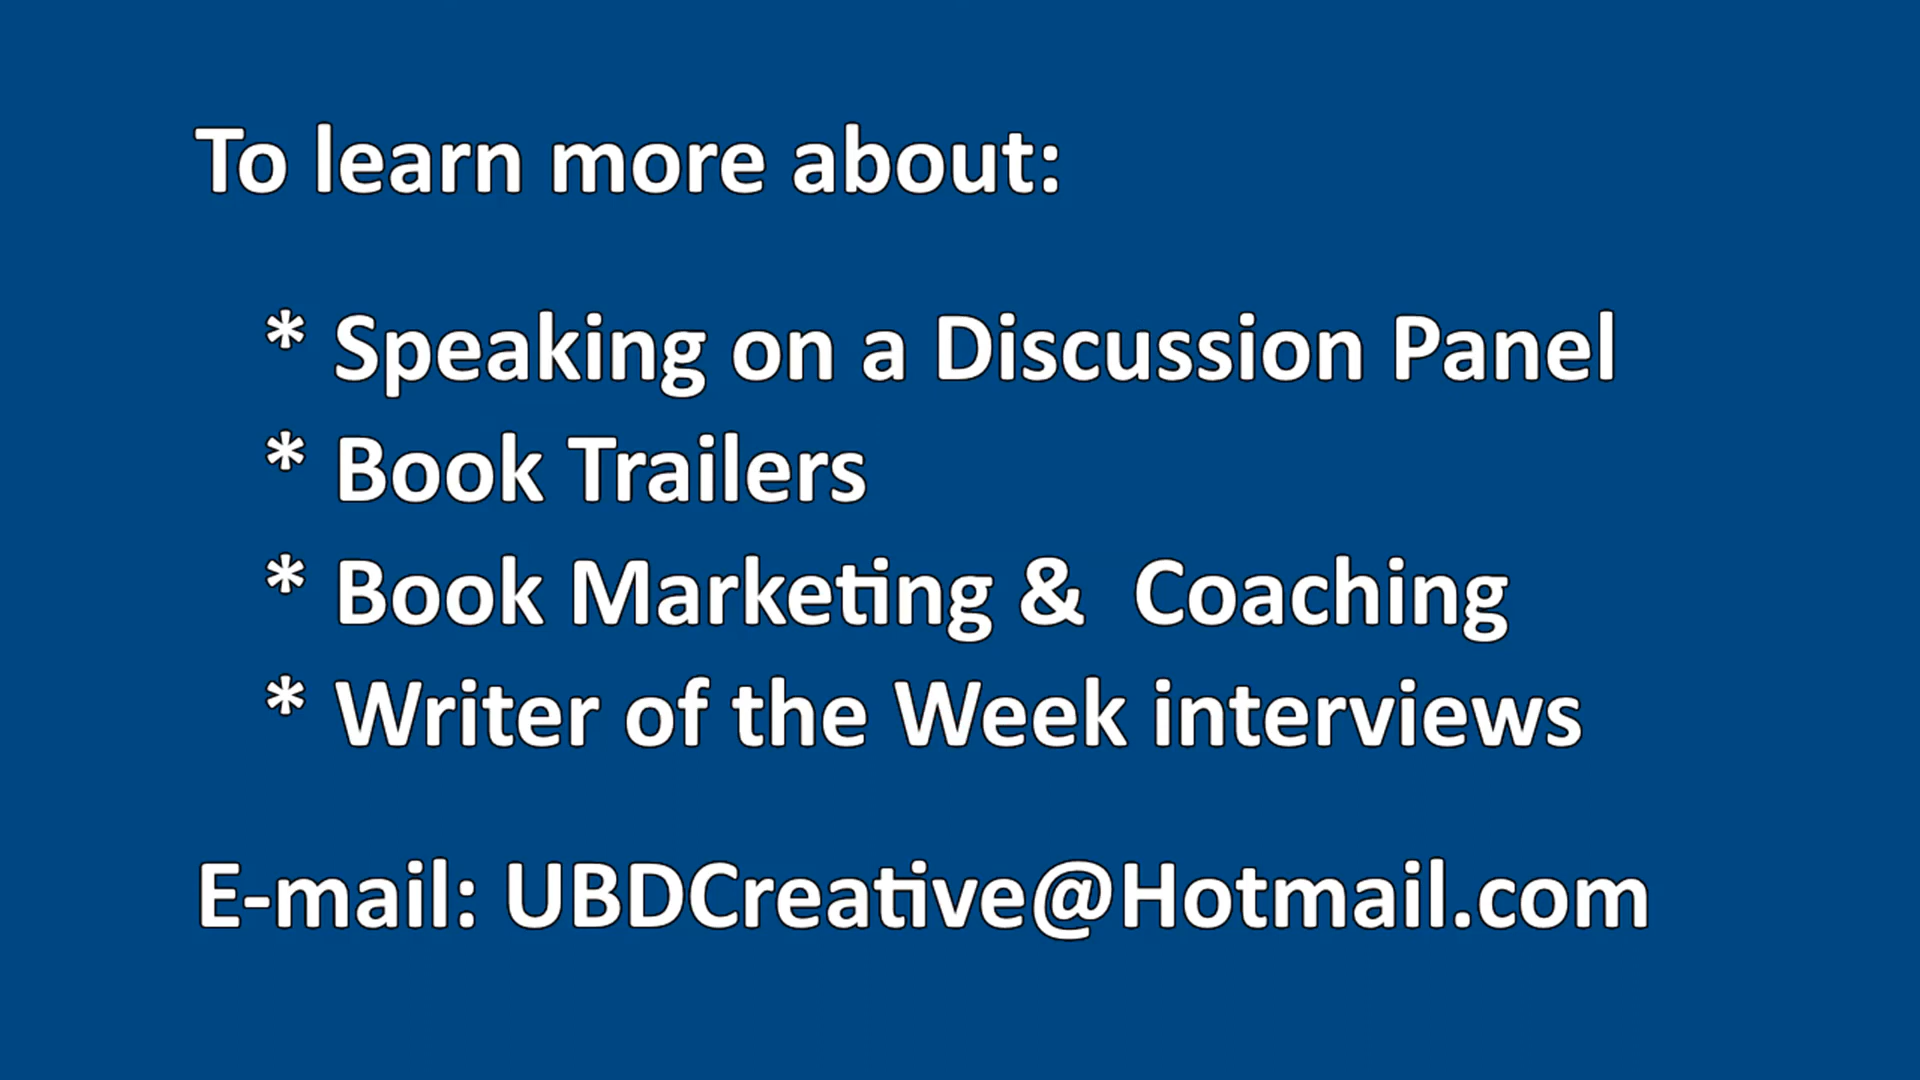 To learn more about:
* Speaking on a Discussion Panel
* Book Trailers
* Book Marketing &  Coaching
* Writer of the Week interviews
E-mail: UBDCreative@Hotmail.com